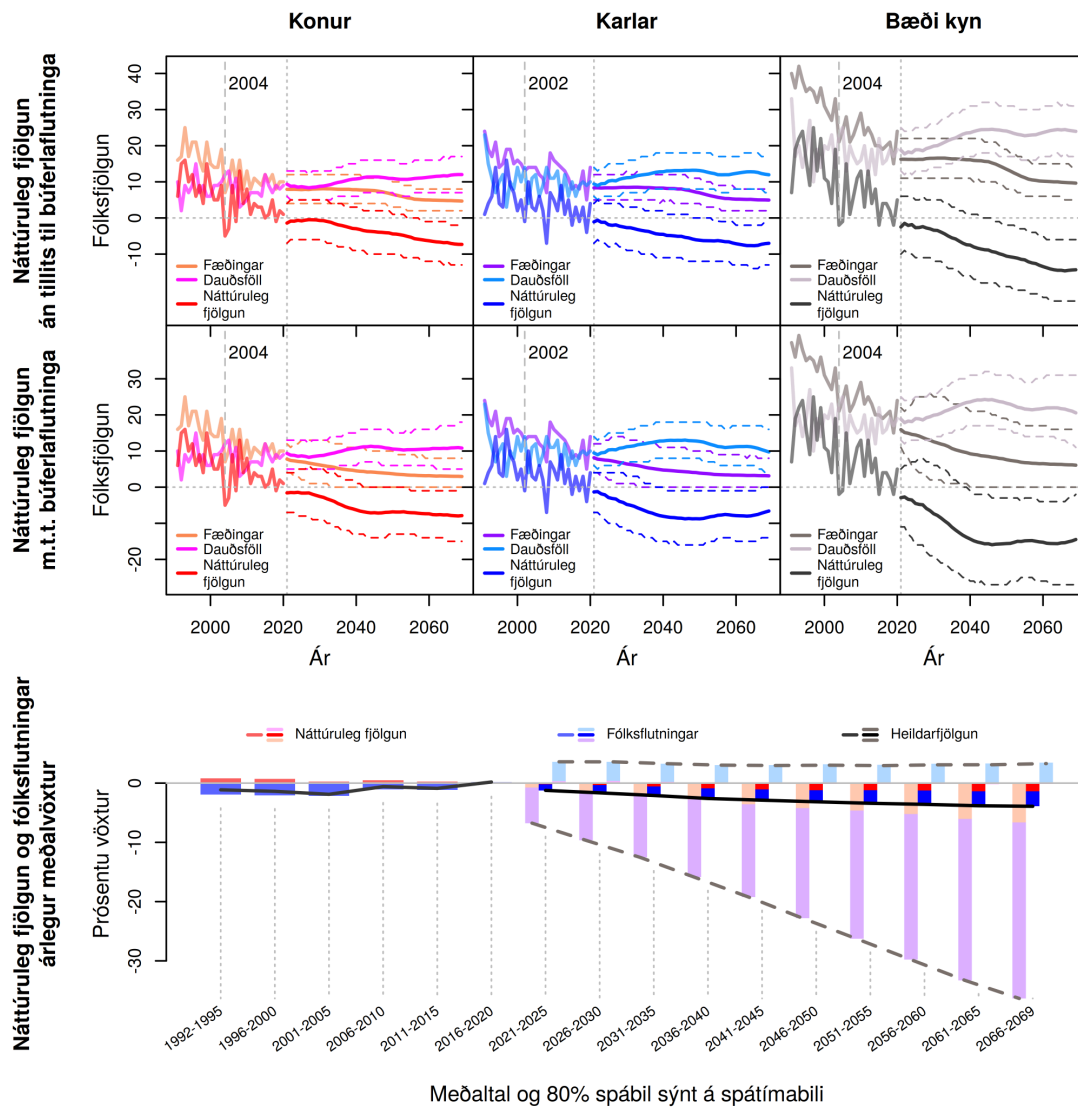 Konur
Karlar
Bæði kyn
Náttúruleg fjölgun
án tillits til búferlaflutninga
Fólksfjölgun
40
30
20
10
0
-10
2004
2002
2004
Fæðingar
Dauðsföll
Náttúruleg
fjölgun
Fæðingar
Dauðsföll
Náttúruleg
fjölgun
Fæðingar
Dauðsföll
Náttúruleg
fjölgun
Náttúruleg fjölgun
m.t.t. búferlaflutninga
Fólksfjölgun
30
20
10
0
-20
2004
2002
2004
Fæðingar
Dauðsföll
Náttúruleg
fjölgun
Fæðingar
Dauðsföll
Náttúruleg
fjölgun
Fæðingar
Dauðsföll
Náttúruleg
fjölgun
2000 2020 2040 2060
2000 2020 2040 2060
2000 2020 2040 2060
Ár
Ár
Ár
Náttúruleg fjölgun og fólksflutningar
árlegur meðalvöxtur
Prósentu vöxtur
Náttúruleg fjölgun
Fólksflutningar
Heildarfjölgun
0
-10
-20
-30
1992-1995
1996-2000
2001-2005
2006-2010
2011-2015
2016-2020
2021-2025
2026-2030
2031-2035
2036-2040
2041-2045
2046-2050
2051-2055
2056-2060
2061-2065
2066-2069
Meðaltal og 80% spábil sýnt á spátímabili